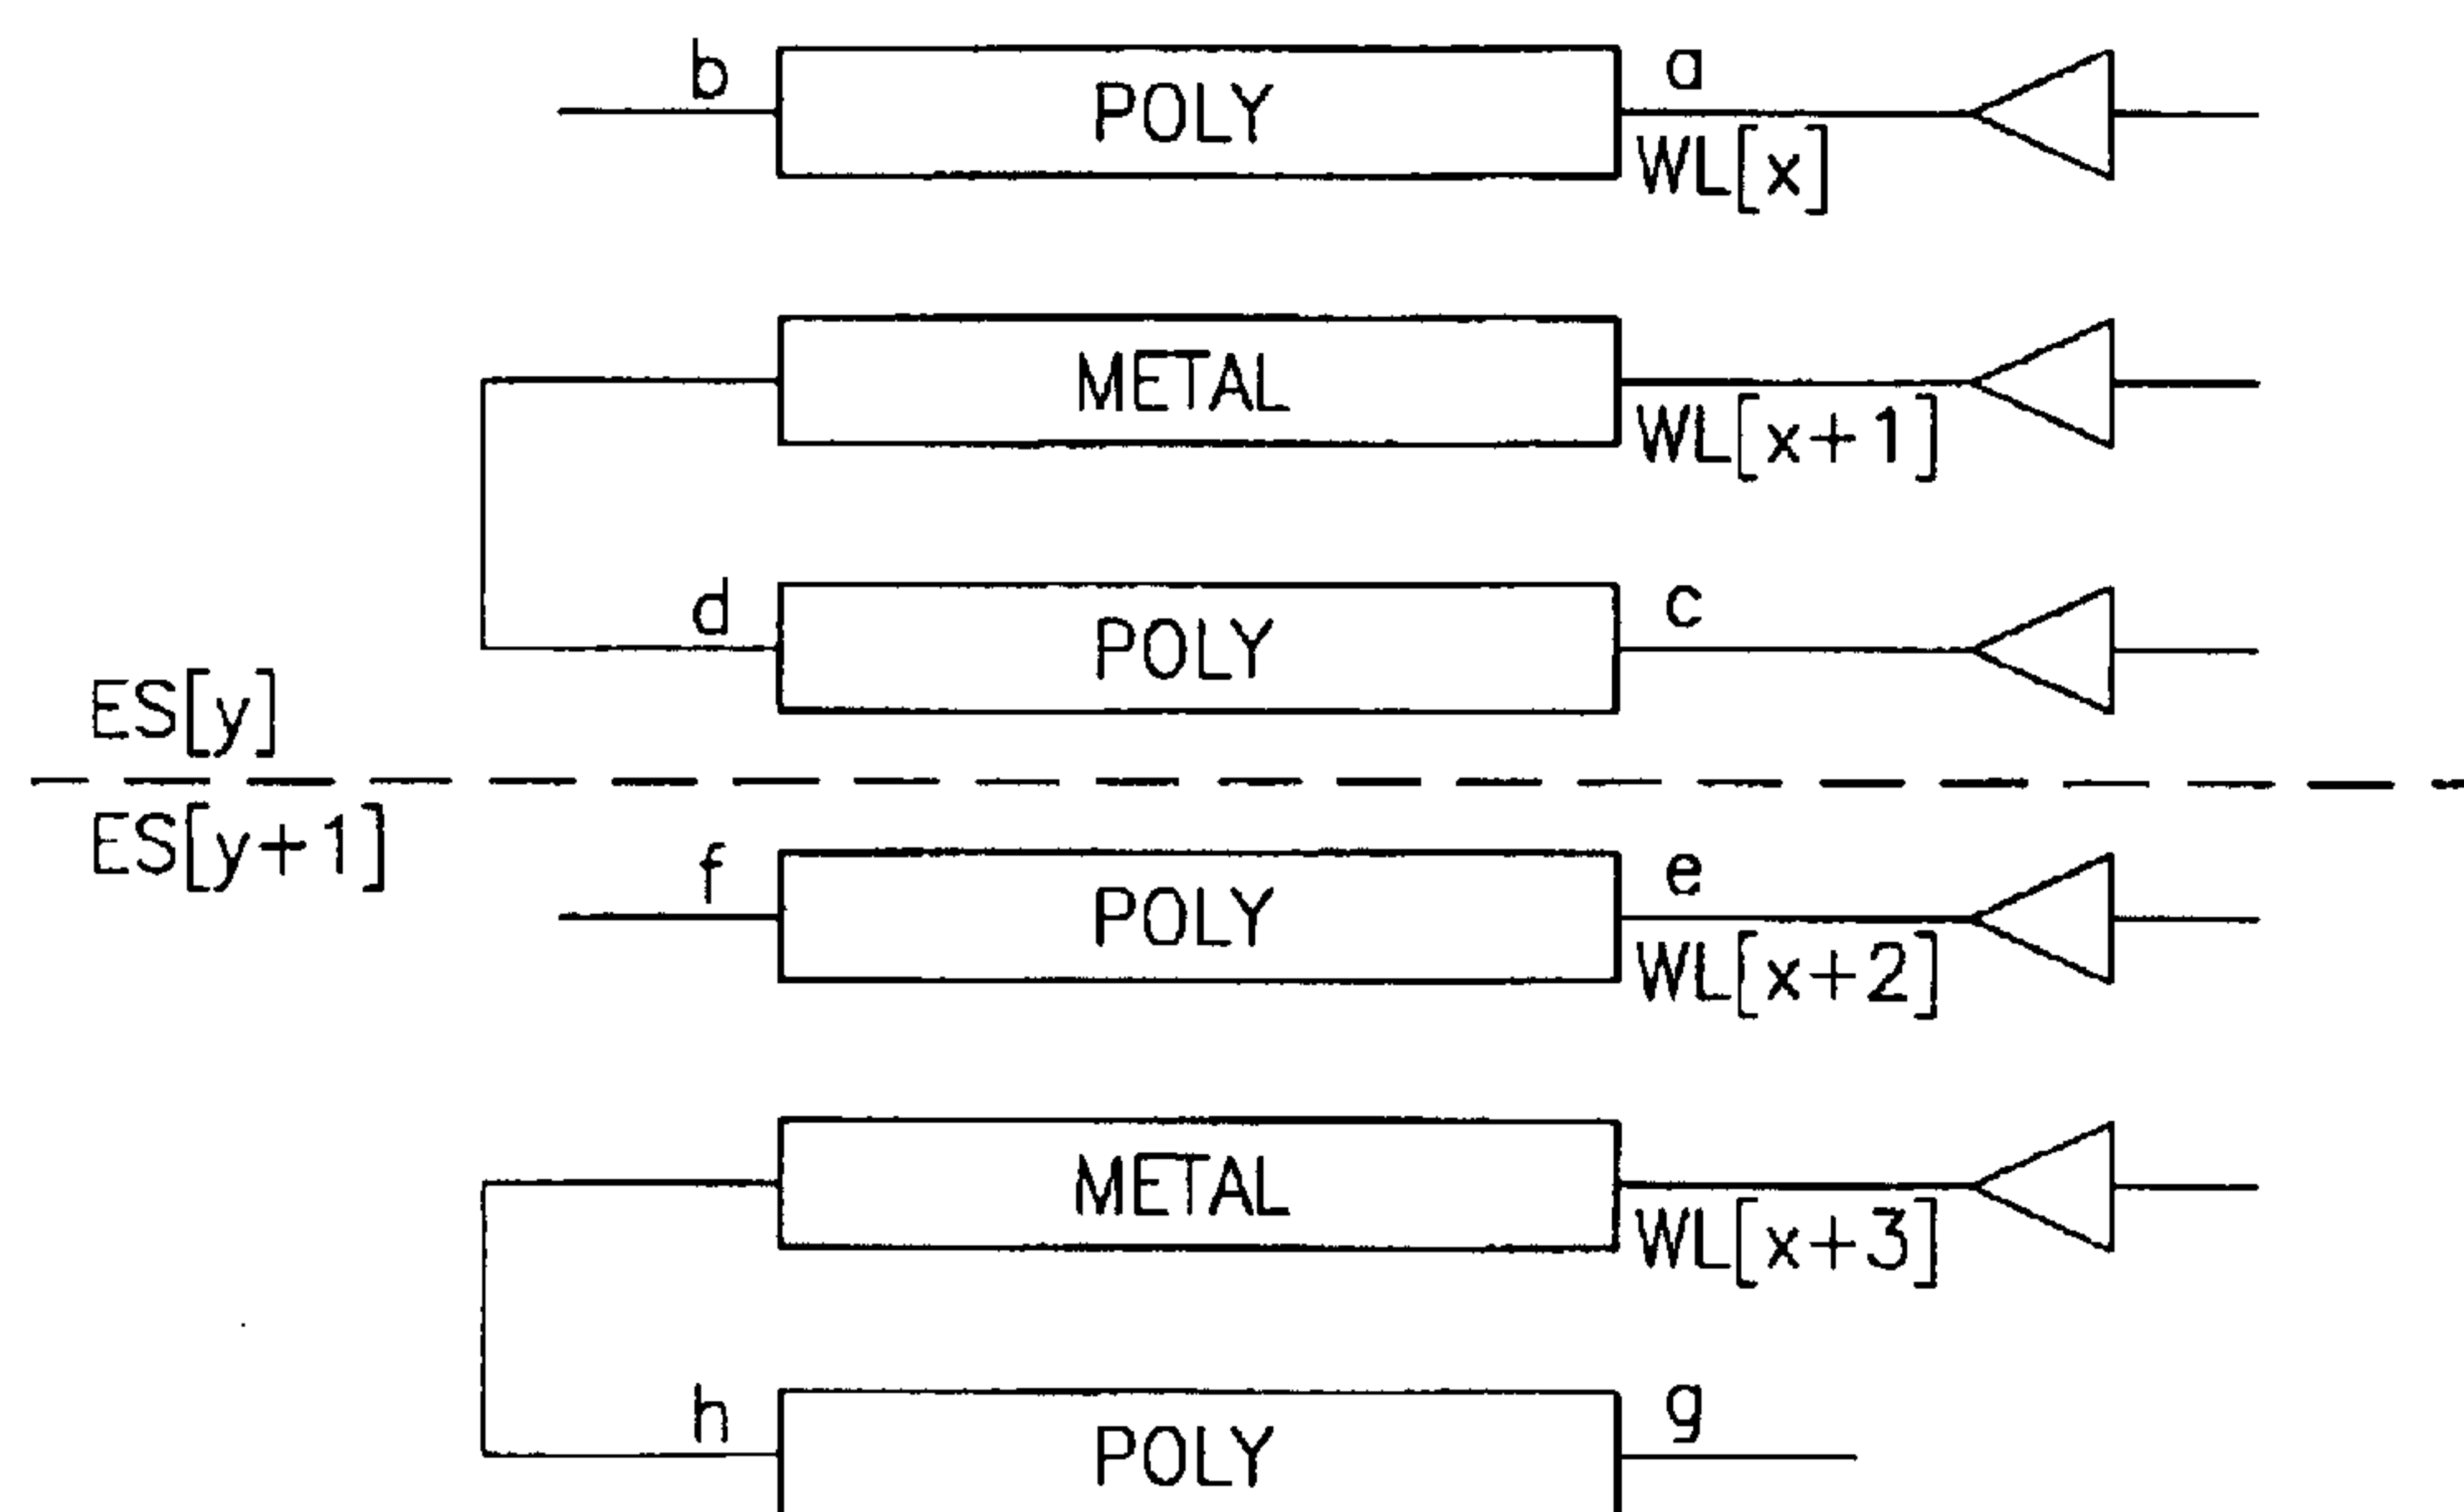 b POLY a
WL[x]
METAL
WL[x+1]
d POLY c
ES[y]
ES[y+1]
f POLY e
WL[x+2]
METAL
WL[x+3]
h POLY g